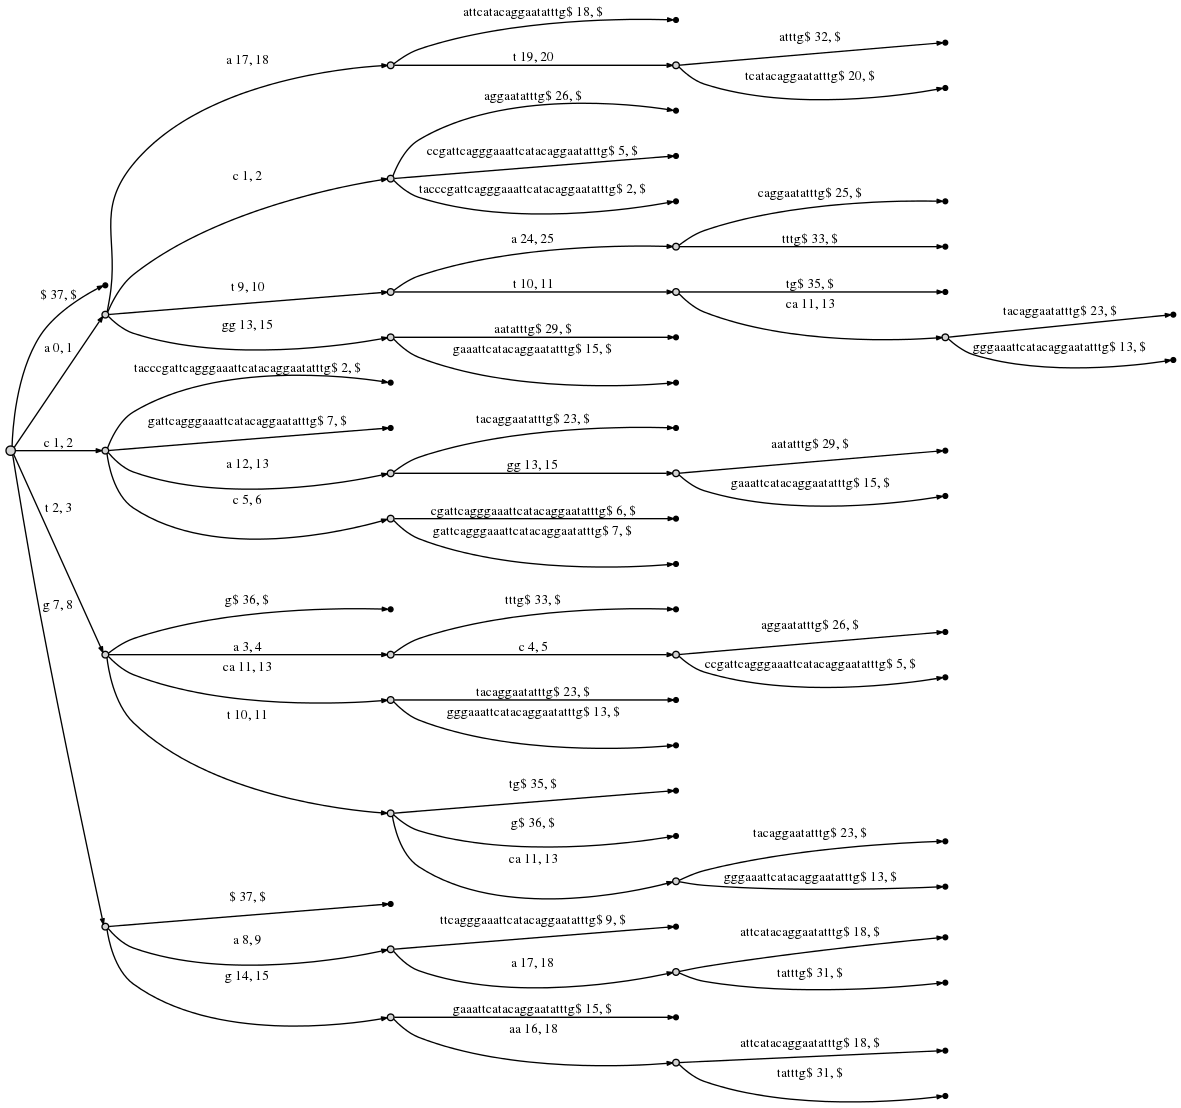 attcatacaggaatatttg$ 18, $
atttg$ 32, $
a 17, 18
t 19, 20
tcatacaggaatatttg$ 20, $
aggaatatttg$ 26, $
ccgattcagggaaattcatacaggaatatttg$ 5, $
c 1, 2
tacccgattcagggaaattcatacaggaatatttg$ 2, $
caggaatatttg$ 25, $
a 24, 25
tttg$ 33, $
t 9, 10
t 10, 11
tg$ 35, $
$ 37, $
ca 11, 13
tacaggaatatttg$ 23, $
gg 13, 15
aatatttg$ 29, $
a 0, 1
gaaattcatacaggaatatttg$ 15, $
gggaaattcatacaggaatatttg$ 13, $
tacccgattcagggaaattcatacaggaatatttg$ 2, $
gattcagggaaattcatacaggaatatttg$ 7, $
tacaggaatatttg$ 23, $
c 1, 2
aatatttg$ 29, $
a 12, 13
gg 13, 15
gaaattcatacaggaatatttg$ 15, $
c 5, 6
t 2, 3
cgattcagggaaattcatacaggaatatttg$ 6, $
gattcagggaaattcatacaggaatatttg$ 7, $
g 7, 8
g$ 36, $
tttg$ 33, $
aggaatatttg$ 26, $
a 3, 4
c 4, 5
ca 11, 13
ccgattcagggaaattcatacaggaatatttg$ 5, $
tacaggaatatttg$ 23, $
t 10, 11
gggaaattcatacaggaatatttg$ 13, $
tg$ 35, $
g$ 36, $
tacaggaatatttg$ 23, $
ca 11, 13
gggaaattcatacaggaatatttg$ 13, $
$ 37, $
ttcagggaaattcatacaggaatatttg$ 9, $
attcatacaggaatatttg$ 18, $
a 8, 9
a 17, 18
tatttg$ 31, $
g 14, 15
gaaattcatacaggaatatttg$ 15, $
aa 16, 18
attcatacaggaatatttg$ 18, $
tatttg$ 31, $